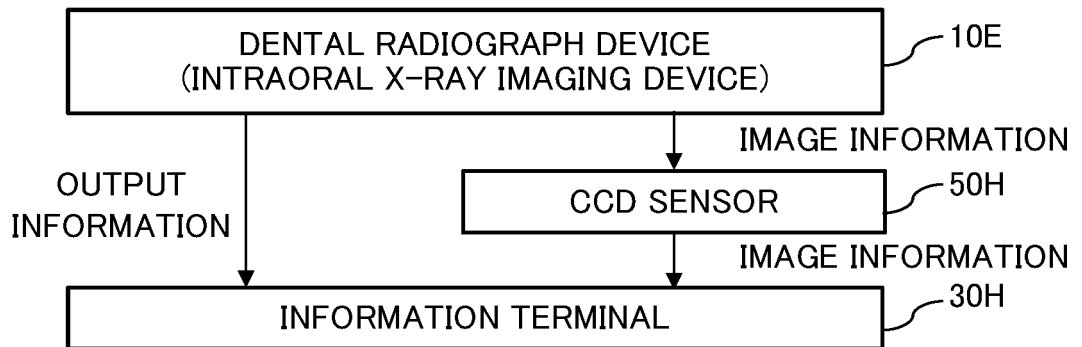 DENTAL RADIOGRAPH DEVICE
(INTRAORAL X-RAY IMAGING DEVICE)
10E
IMAGE INFORMATION
OUTPUT
INFORMATION
CCD SENSOR
50H
IMAGE INFORMATION
INFORMATION TERMINAL
30H